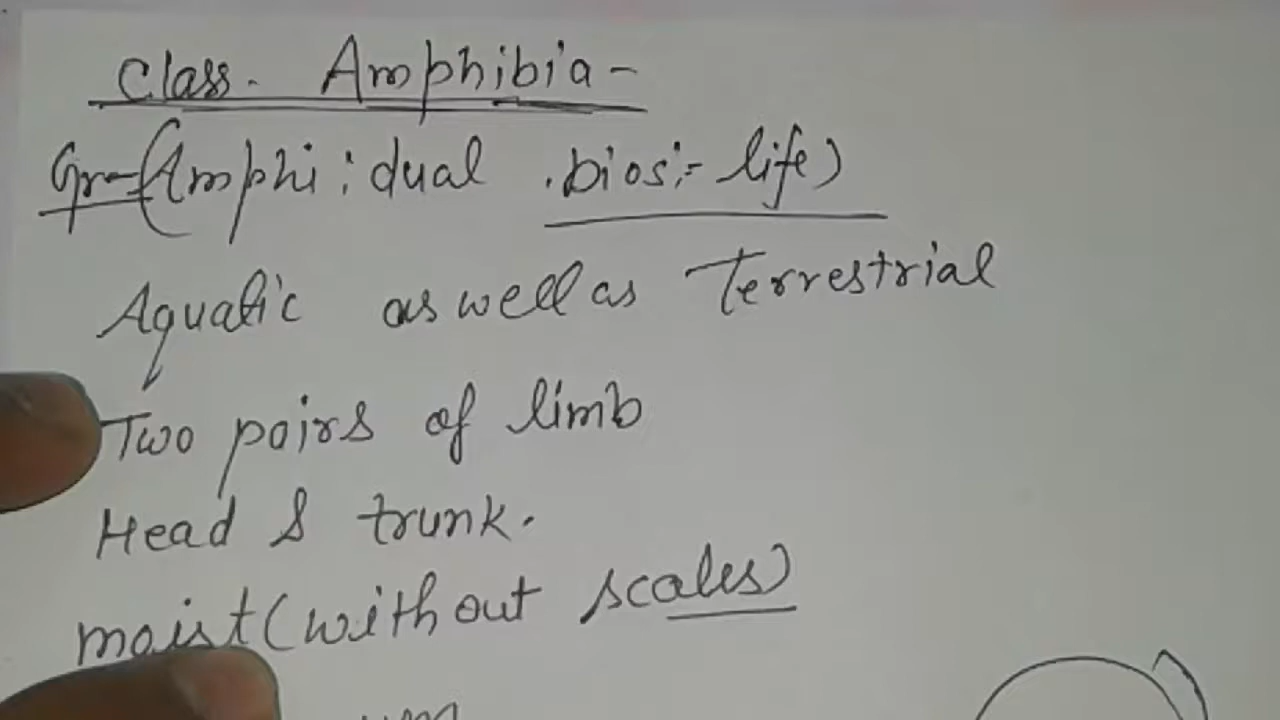 Class. Amphibia -
Gr-(Amphi : dual .bios:- life)
Aquatic as well as Terrestrial
Two pairs of limb
Head & trunk.
moist (without scales)